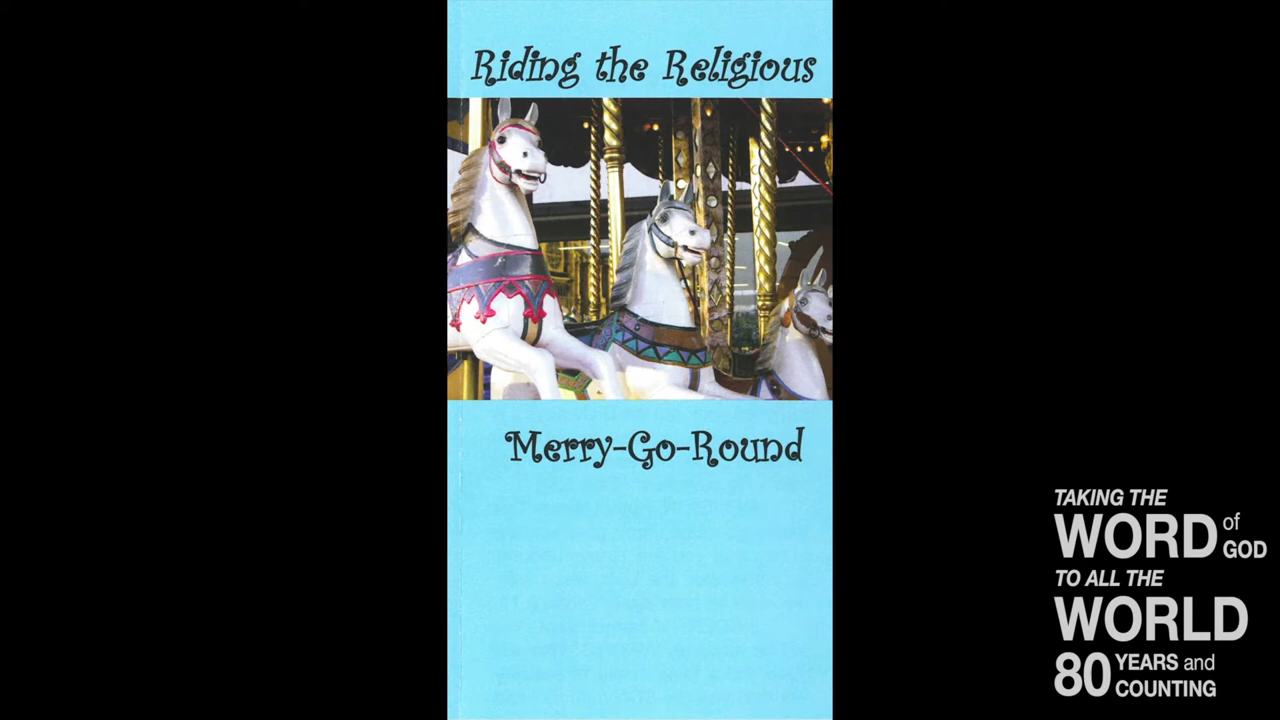 Riding the Religious
Merry-Go-Round
TAKING THE
WORD of GOD
TO ALL THE
WORLD
80 YEARS and
COUNTING